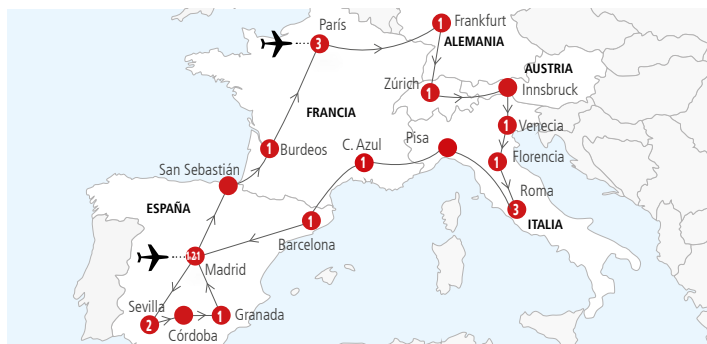 París
3
1
Frankfurt
ALEMANIA
AUSTRIA
Zúrich
1
Innsbruck
FRANCIA
1
Venecia
1
Burdeos
C. Azul
1
Pisa
1
Florencia
San Sebastián
Roma
3
ITALIA
ESPAÑA
1
Barcelona
Madrid
Sevilla
2
Córdoba
1
Granada